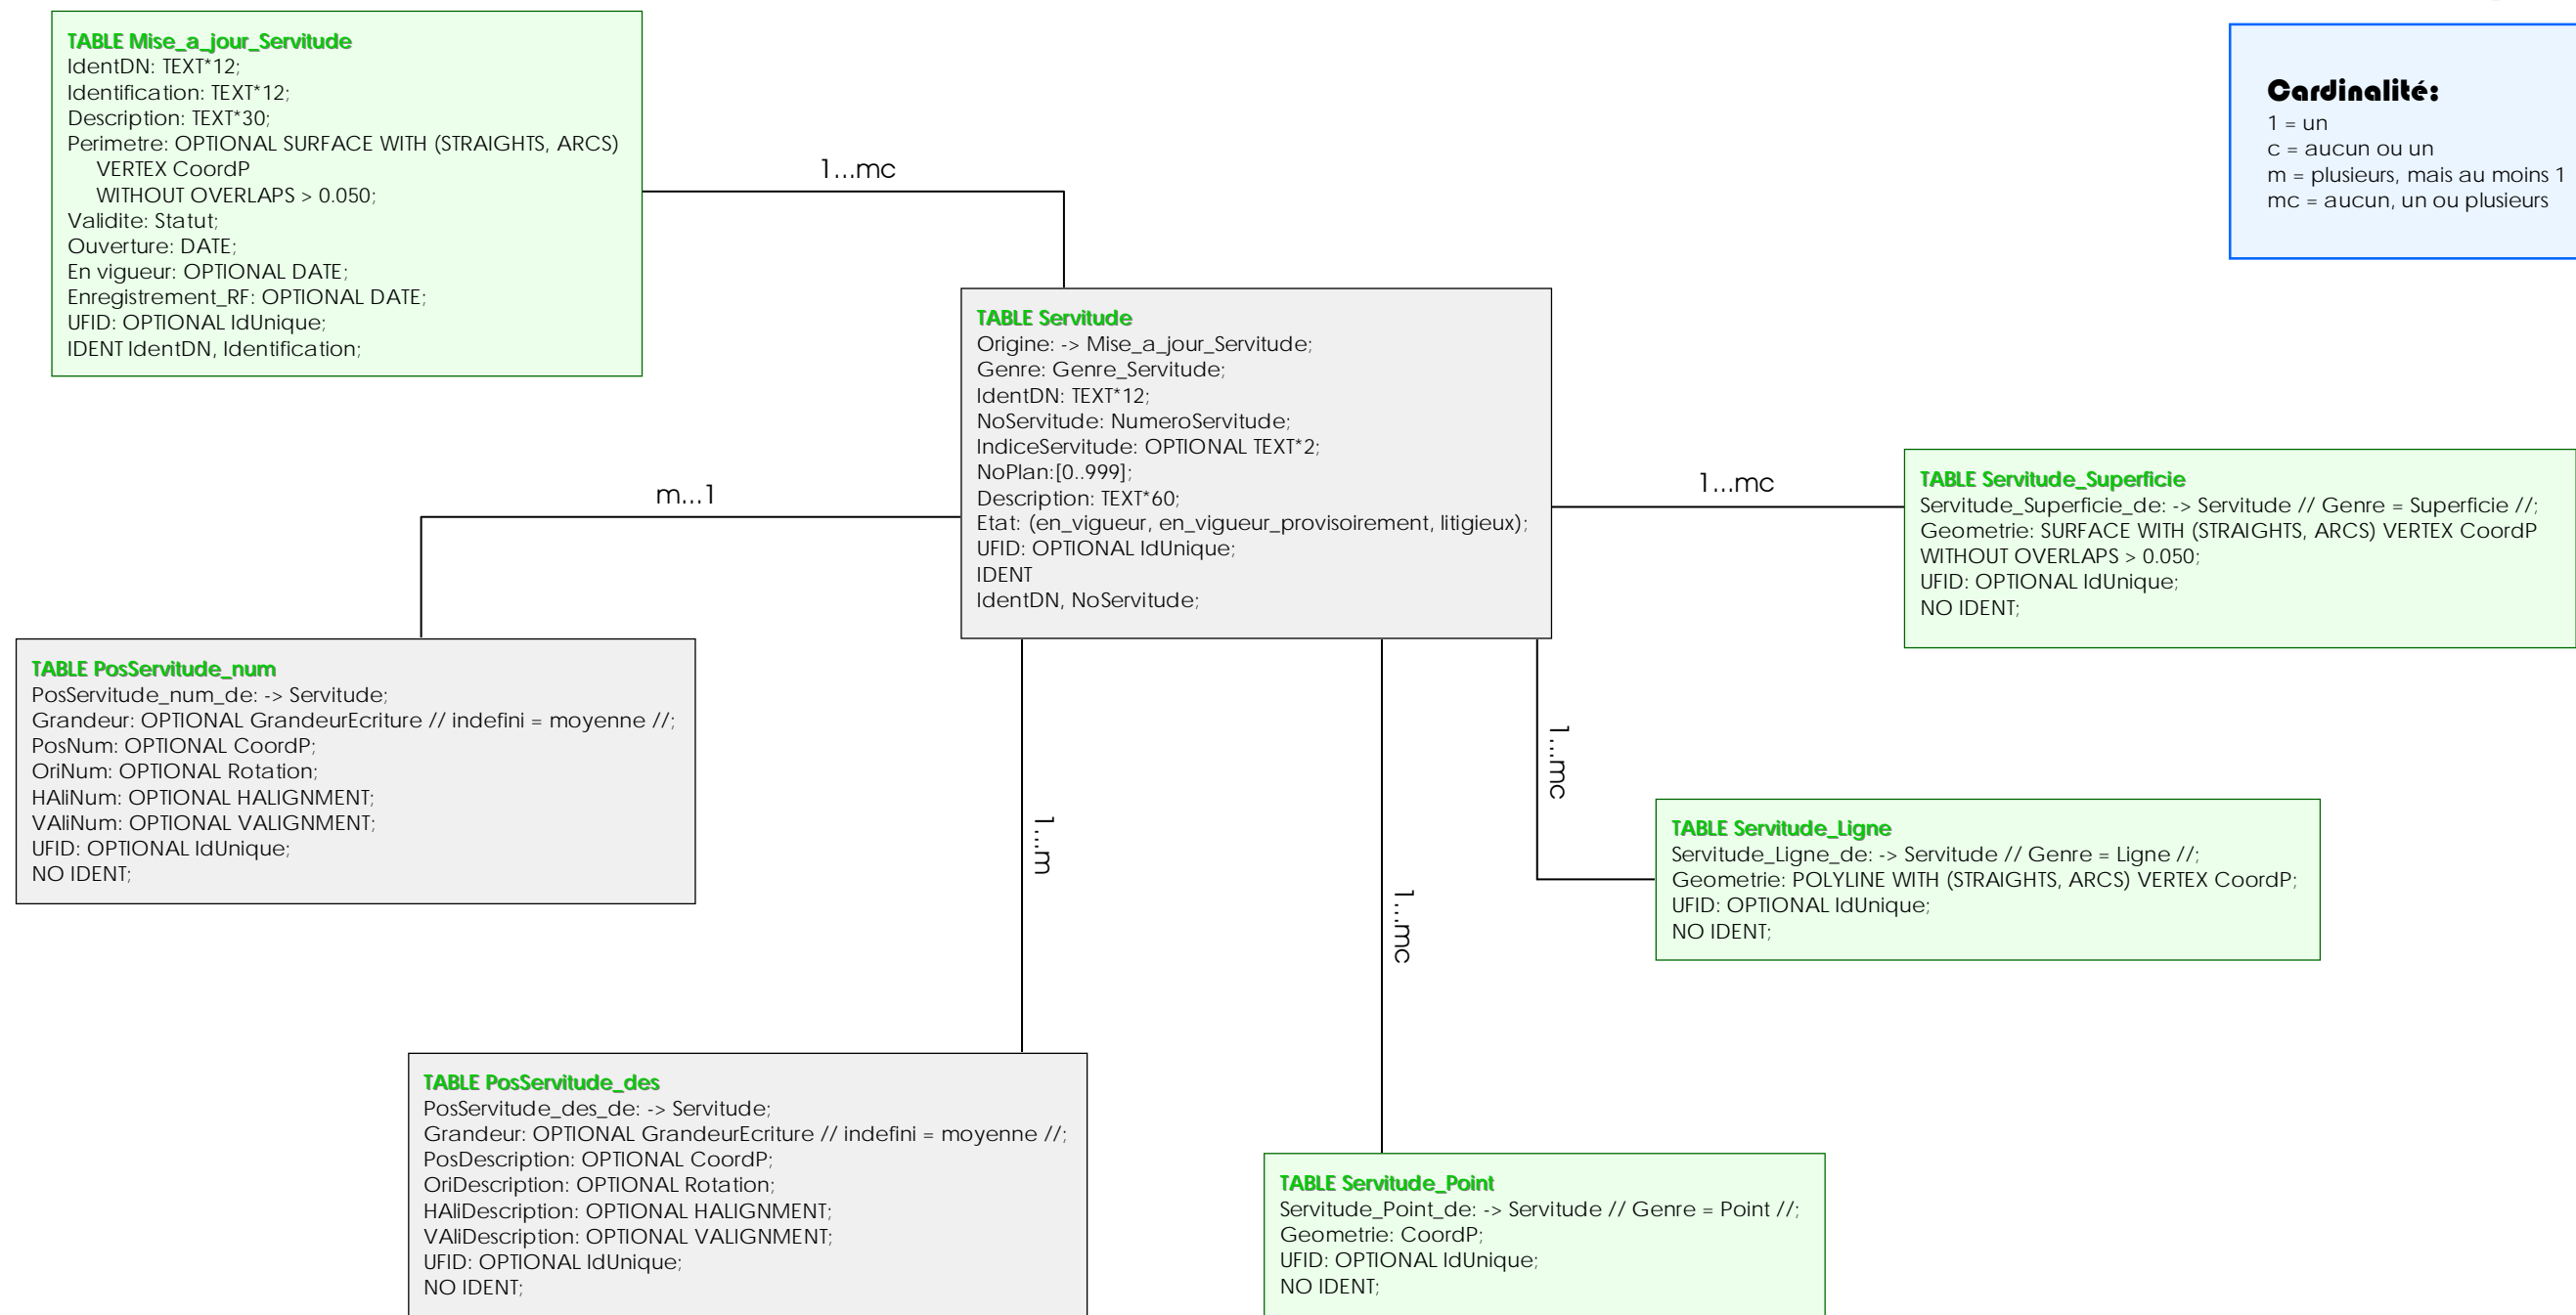 TABLE Mise_a_jour_Servitude
IdentDN: TEXT*12;
Identification: TEXT*12;
Description: TEXT*30;
Perimetre: OPTIONAL SURFACE WITH (STRAIGHTS, ARCS)
VERTEX CoordP
WITHOUT OVERLAPS > 0.050;
Validite: Statut;
Ouverture: DATE;
En vigueur: OPTIONAL DATE;
Enregistrement_RF: OPTIONAL DATE;
UFID: OPTIONAL IdUnique;
IDENT IdentDN, Identification;
1...mc
Cardinalité:
1 = un
c = aucun ou un
m = plusieurs, mais au moins 1
mc = aucun, un ou plusieurs
TABLE Servitude
Origine: -> Mise_a_jour_Servitude;
Genre: Genre_Servitude;
IdentDN: TEXT*12;
NoServitude: NumeroServitude;
IndiceServitude: OPTIONAL TEXT*2;
NoPlan:[0..999];
Description: TEXT*60;
Etat: (en_vigueur, en_vigueur_provisoirement, litigieux);
UFID: OPTIONAL IdUnique;
IDENT
IdentDN, NoServitude;
m...1
1...mc
TABLE Servitude_Superficie
Servitude_Superficie_de: -> Servitude // Genre = Superficie //;
Geometrie: SURFACE WITH (STRAIGHTS, ARCS) VERTEX CoordP
WITHOUT OVERLAPS > 0.050;
UFID: OPTIONAL IdUnique;
NO IDENT;
TABLE PosServitude_num
PosServitude_num_de: -> Servitude;
Grandeur: OPTIONAL GrandeurEcriture // indefini = moyenne //;
PosNum: OPTIONAL CoordP;
OriNum: OPTIONAL Rotation;
HAliNum: OPTIONAL HALIGNMENT;
VAliNum: OPTIONAL VALIGNMENT;
UFID: OPTIONAL IdUnique;
NO IDENT;
1...m
1...mc
1...mc
TABLE Servitude_Ligne
Servitude_Ligne_de: -> Servitude // Genre = Ligne //;
Geometrie: POLYLINE WITH (STRAIGHTS, ARCS) VERTEX CoordP;
UFID: OPTIONAL IdUnique;
NO IDENT;
TABLE PosServitude_des
PosServitude_des_de: -> Servitude;
Grandeur: OPTIONAL GrandeurEcriture // indefini = moyenne //;
PosDescription: OPTIONAL CoordP;
OriDescription: OPTIONAL Rotation;
HAliDescription: OPTIONAL HALIGNMENT;
VAliDescription: OPTIONAL VALIGNMENT;
UFID: OPTIONAL IdUnique;
NO IDENT;
TABLE Servitude_Point
Servitude_Point_de: -> Servitude // Genre = Point //;
Geometrie: CoordP;
UFID: OPTIONAL IdUnique;
NO IDENT;